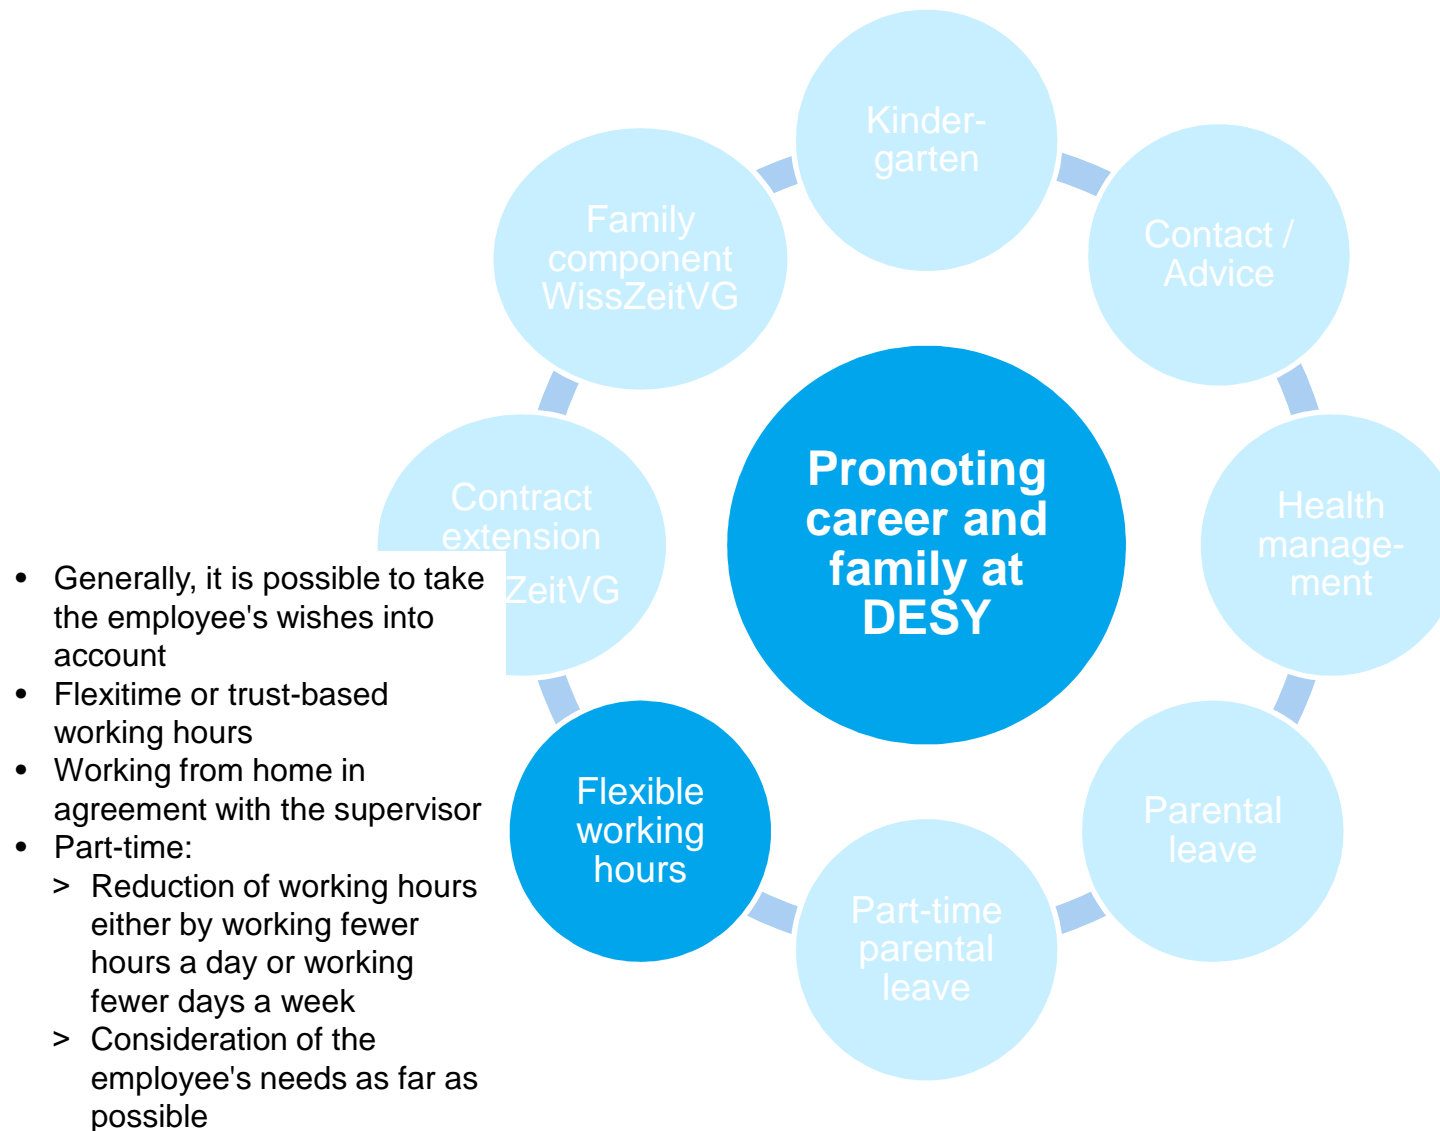 Kinder-
garten
Contact /
Advice
Health
manage-
ment
Parental
leave
Part-time
parental
leave
Flexible
working
hours
Contract
extension
ZeitVG
Family
component
WissZeitVG
Promoting
career and
family at
DESY
• Generally, it is possible to take
the employee's wishes into
account
• Flexitime or trust-based
working hours
• Working from home in
agreement with the supervisor
• Part-time:
> Reduction of working hours
either by working fewer
hours a day or working
fewer days a week
> Consideration of the
employee's needs as far as
possible